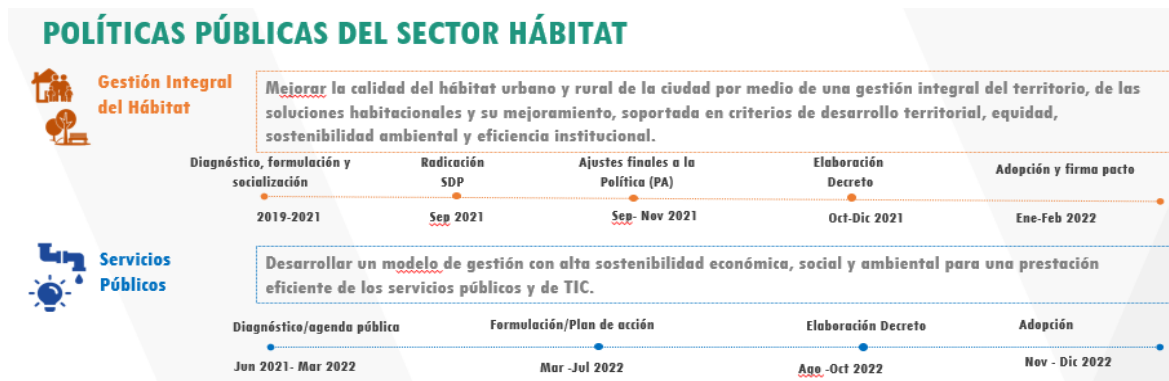 POLÍTICAS PÚBLICAS DEL SECTOR HÁBITAT
Gestión Integral
del Hábitat
Mejorar la calidad del hábitat urbano y rural de la ciudad por medio de una gestión integral del territorio, de las
soluciones habitacionales y su mejoramiento, soportada en criterios de desarrollo territorial, equidad,
sostenibilidad ambiental y eficiencia institucional.
Diagnóstico, formulación y
socialización
Radicación
SDP
Ajustes finales a la
Política (PA)
Elaboración
Decreto
Adopción y firma pacto
2019-2021
Sep 2021
Sep- Nov 2021
Oct-Dic 2021
Ene-Feb 2022
Servicios
Públicos
Desarrollar un modelo de gestión con alta sostenibilidad económica, social y ambiental para una prestación
eficiente de los servicios públicos y de TIC.
Diagnóstico/agenda pública
Formulación/Plan de acción
Elaboración Decreto
Adopción
Jun 2021- Mar 2022
Mar -Jul 2022
Ago -Oct 2022
Nov - Dic 2022